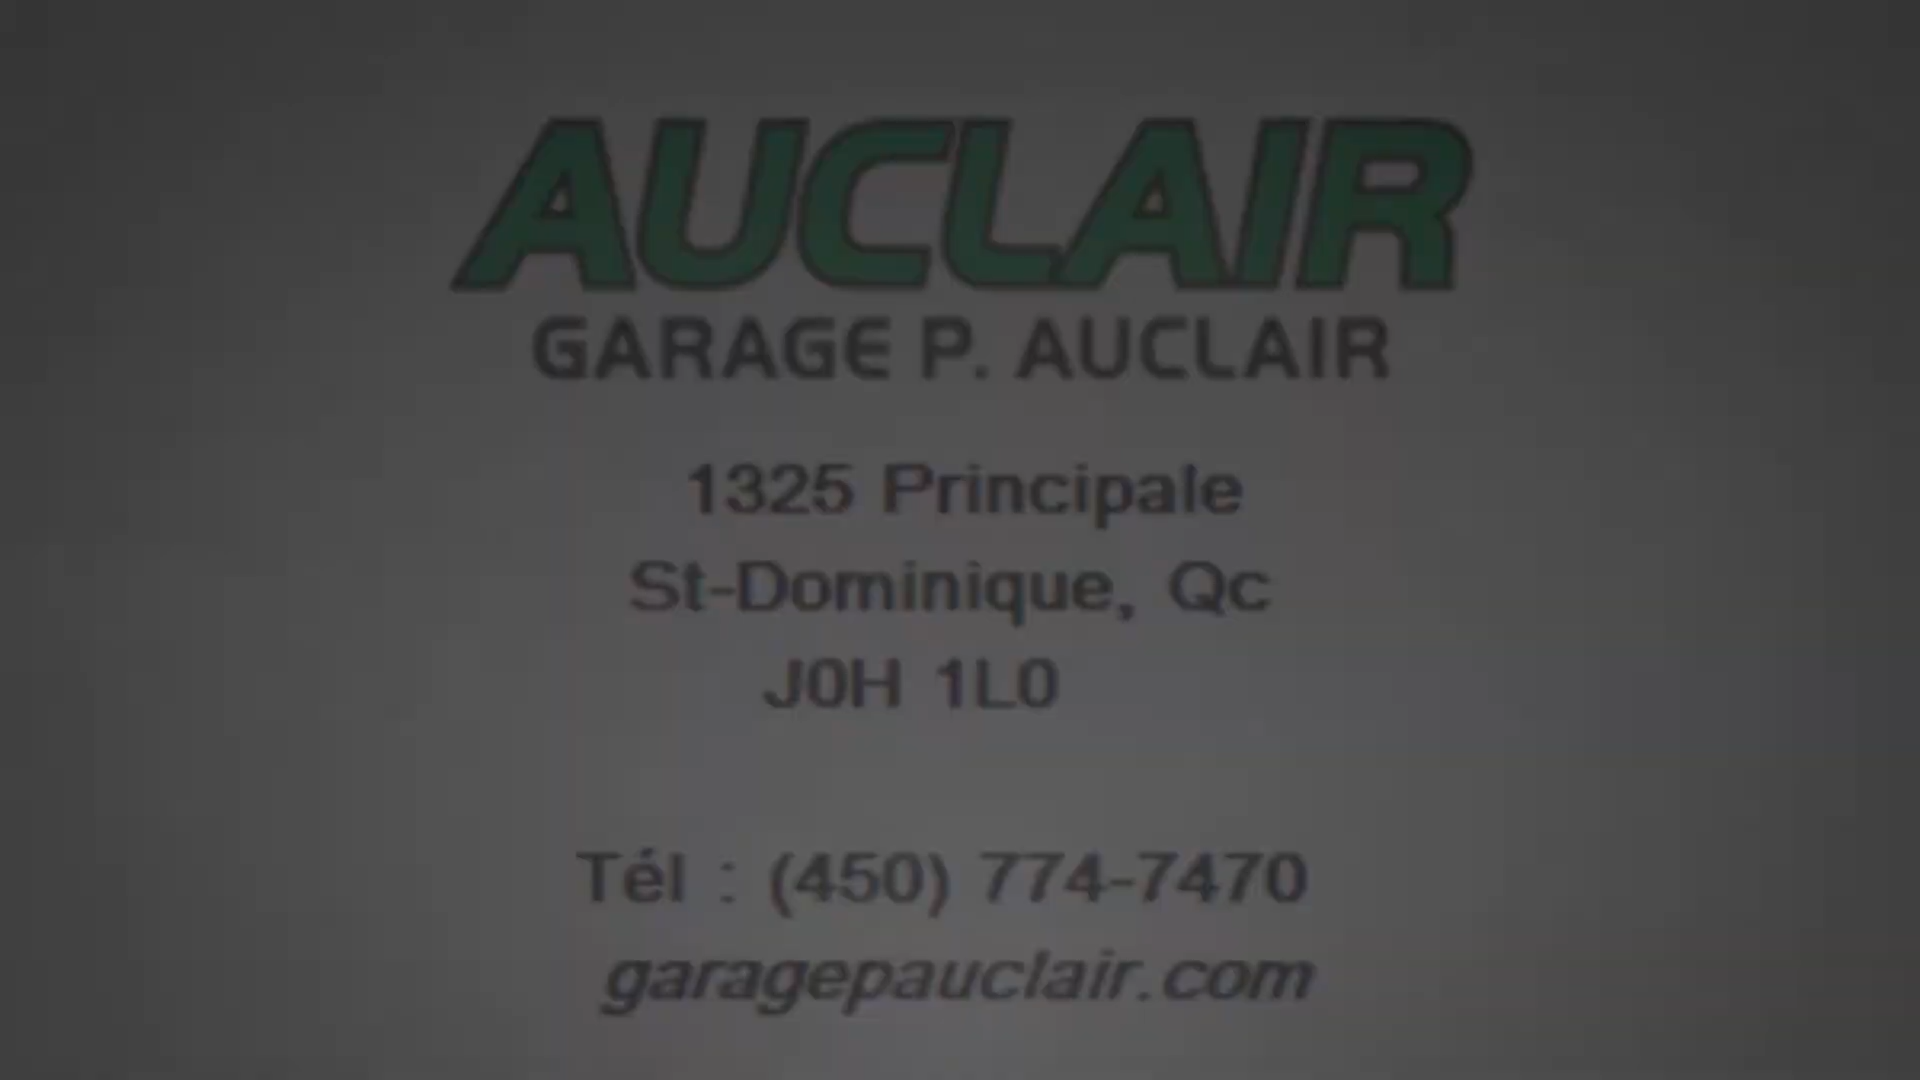 AUCLAIR
GARAGE P. AUCLAIR
1325 Principale
St-Dominique, Qc
J0H 1L0
Tél : (450) 774-7470
garagepauclair.com